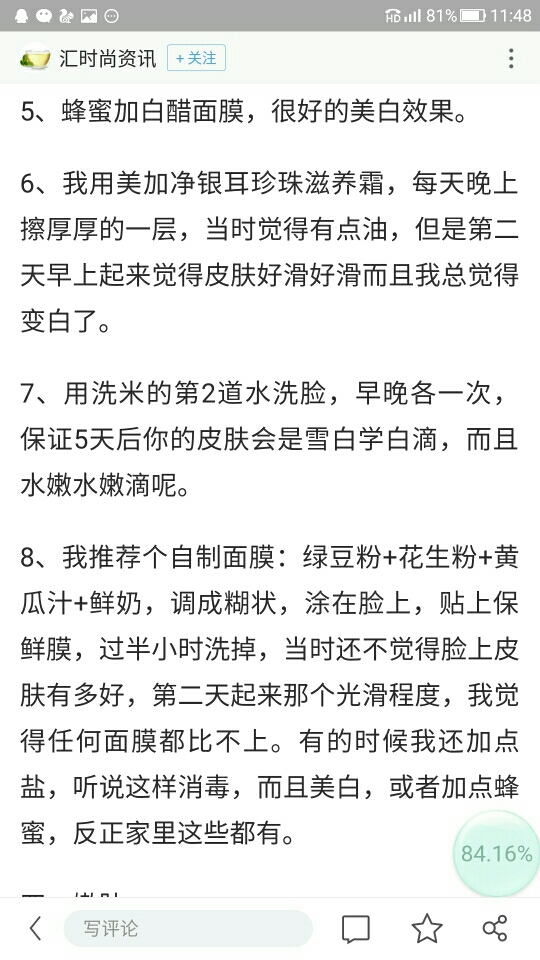 HD 81% 11:48
汇时尚资讯 +关注
5、蜂蜜加白醋面膜，很好的美白效果。
6、我用美加净银耳珍珠滋养霜，每天晚上
擦厚厚的一层，当时觉得有点油，但是第二
天早上起来觉得皮肤好滑好滑而且我总觉得
变白了。
7、用洗米的第2道水洗脸，早晚各一次，
保证5天后你的皮肤会是雪白学白滴，而且
水嫩水嫩滴呢。
8、我推荐个自制面膜：绿豆粉+花生粉+黄
瓜汁+鲜奶，调成糊状，涂在脸上，贴上保
鲜膜，过半小时洗掉，当时还不觉得脸上皮
肤有多好，第二天起来那个光滑程度，我觉
得任何面膜都比不上。有的时候我还加点
盐，听说这样消毒，而且美白，或者加点蜂
蜜，反正家里这些都有。
84.16%
写评论